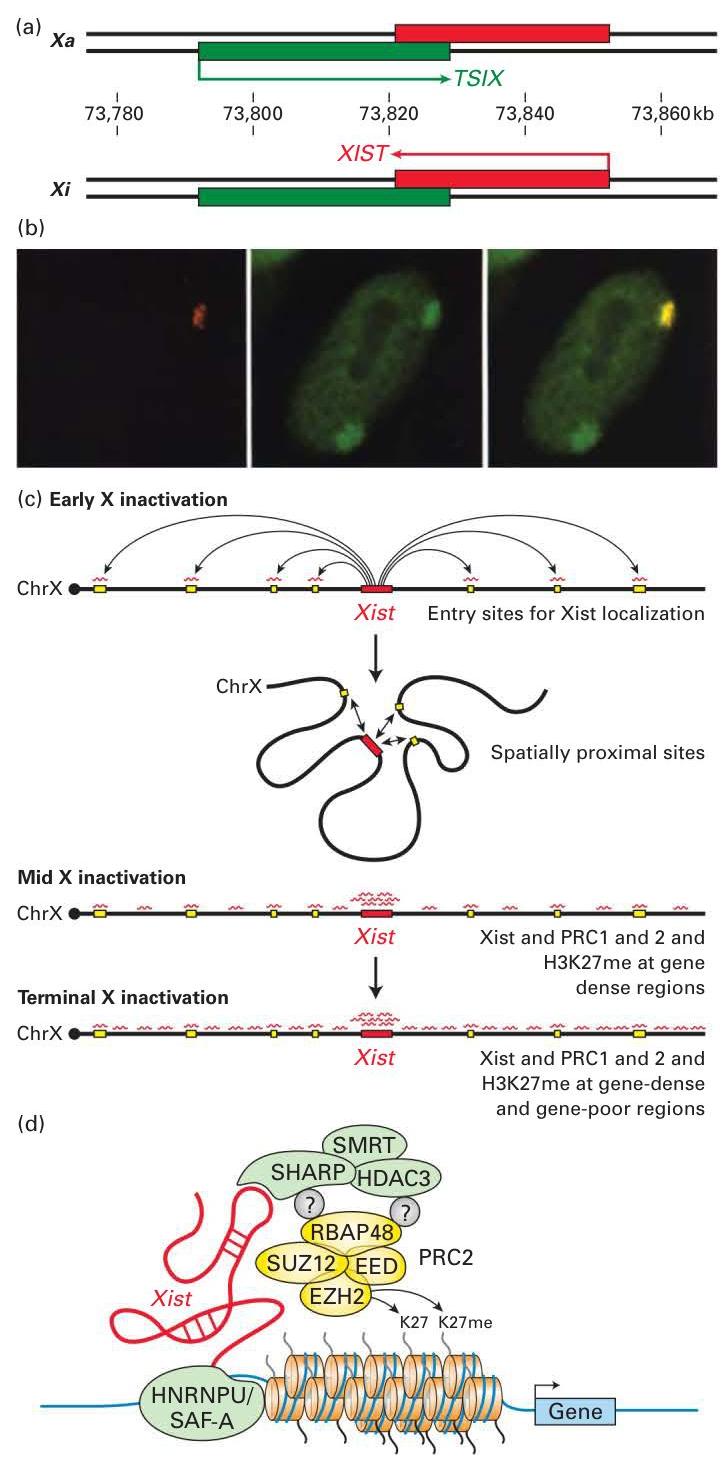 (a)
Xa
TSIX
73,780 73,800 73,820 73,840 73,860 kb
XIST
Xi
(b)
(c) Early X inactivation
ChrX
Xist Entry sites for Xist localization
ChrX
Spatially proximal sites
Mid X inactivation
ChrX
Xist Xist and PRC1 and 2 and
H3K27me at gene
dense regions
Terminal X inactivation
ChrX
Xist Xist and PRC1 and 2 and
H3K27me at gene-dense
and gene-poor regions
(d)
SMRT
SHARP HDAC3
? ?
RBAP48
SUZ12 EED PRC2
Xist EZH2
K27 K27me
HNRNPU/
SAF-A
Gene